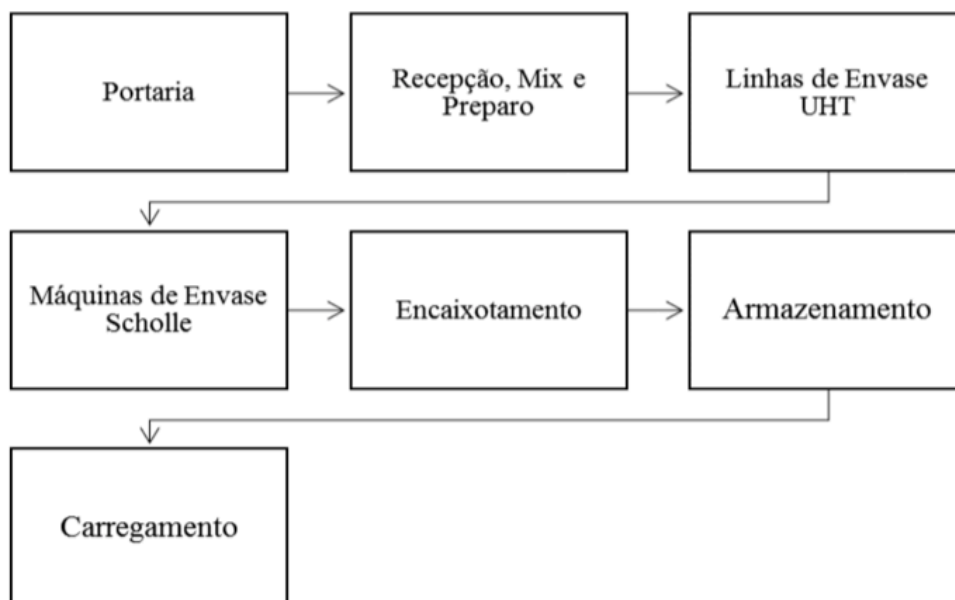 Portaria
Recepção, Mix e
Preparo
Linhas de Envase
UHT
Máquinas de Envase
Scholle
Encaixotamento
Armazenamento
Carregamento